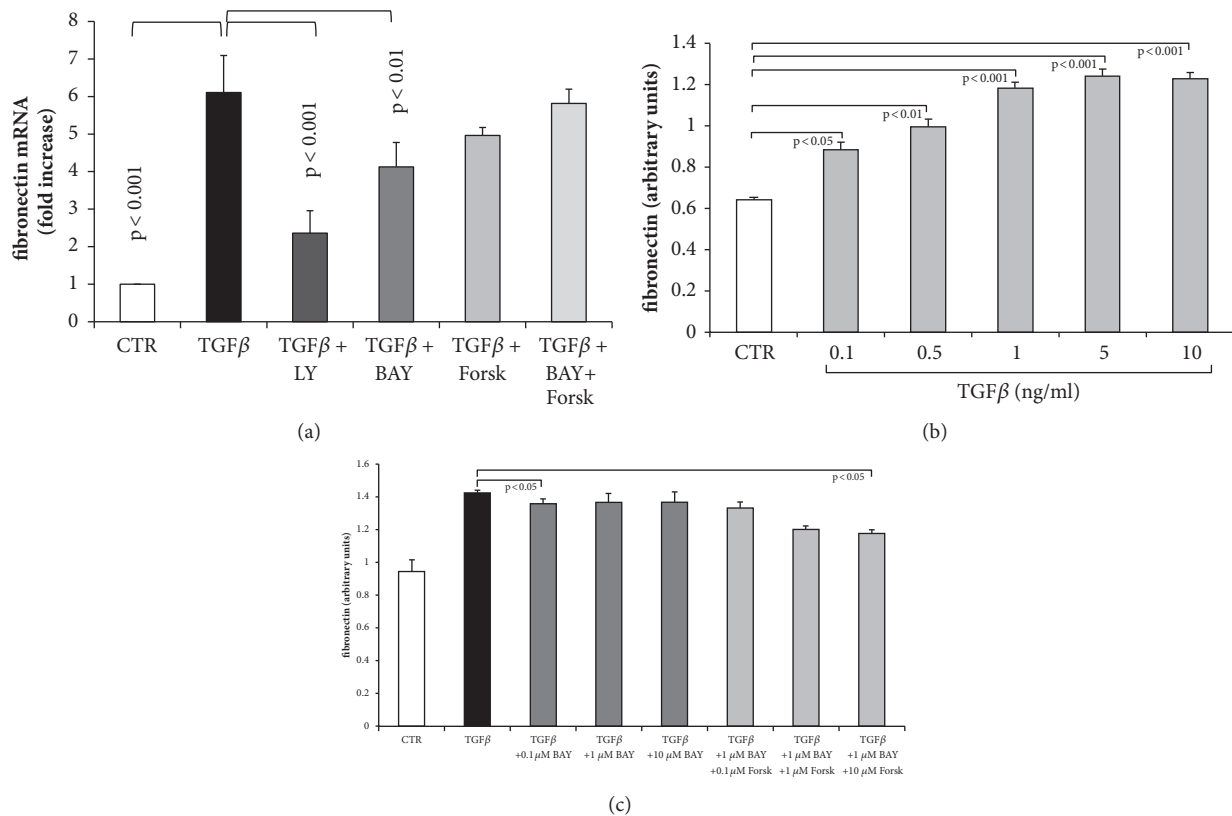 fibronectin mRNA
(fold increase)
8
7
6
5
4
3
2
1
0
p < 0.001
p < 0.001
p < 0.01
CTR
TGFβ
TGFβ +
LY
TGFβ +
BAY
TGFβ +
Forsk
TGFβ +
BAY+
Forsk
(a)
fibronectin (arbitrary units)
1.4
1.2
1
0.8
0.6
0.4
0.2
0
p < 0.05
p < 0.01
p < 0.001
p < 0.001
p < 0.001
CTR
0.1
0.5
1
5
10
TGFβ (ng/ml)
(b)
fibronectin (arbitrary units)
1.6
1.4
1.2
1
0.8
0.6
0.4
0.2
0
p < 0.05
p < 0.05
CTR
TGFβ
TGFβ
+0.1 μM BAY
TGFβ
+1 μM BAY
TGFβ
+10 μM BAY
TGFβ
+1 μM BAY
+0.1 μM Forsk
TGFβ
+1 μM BAY
+1 μM Forsk
TGFβ
+1 μM BAY
+10 μM Forsk
(c)